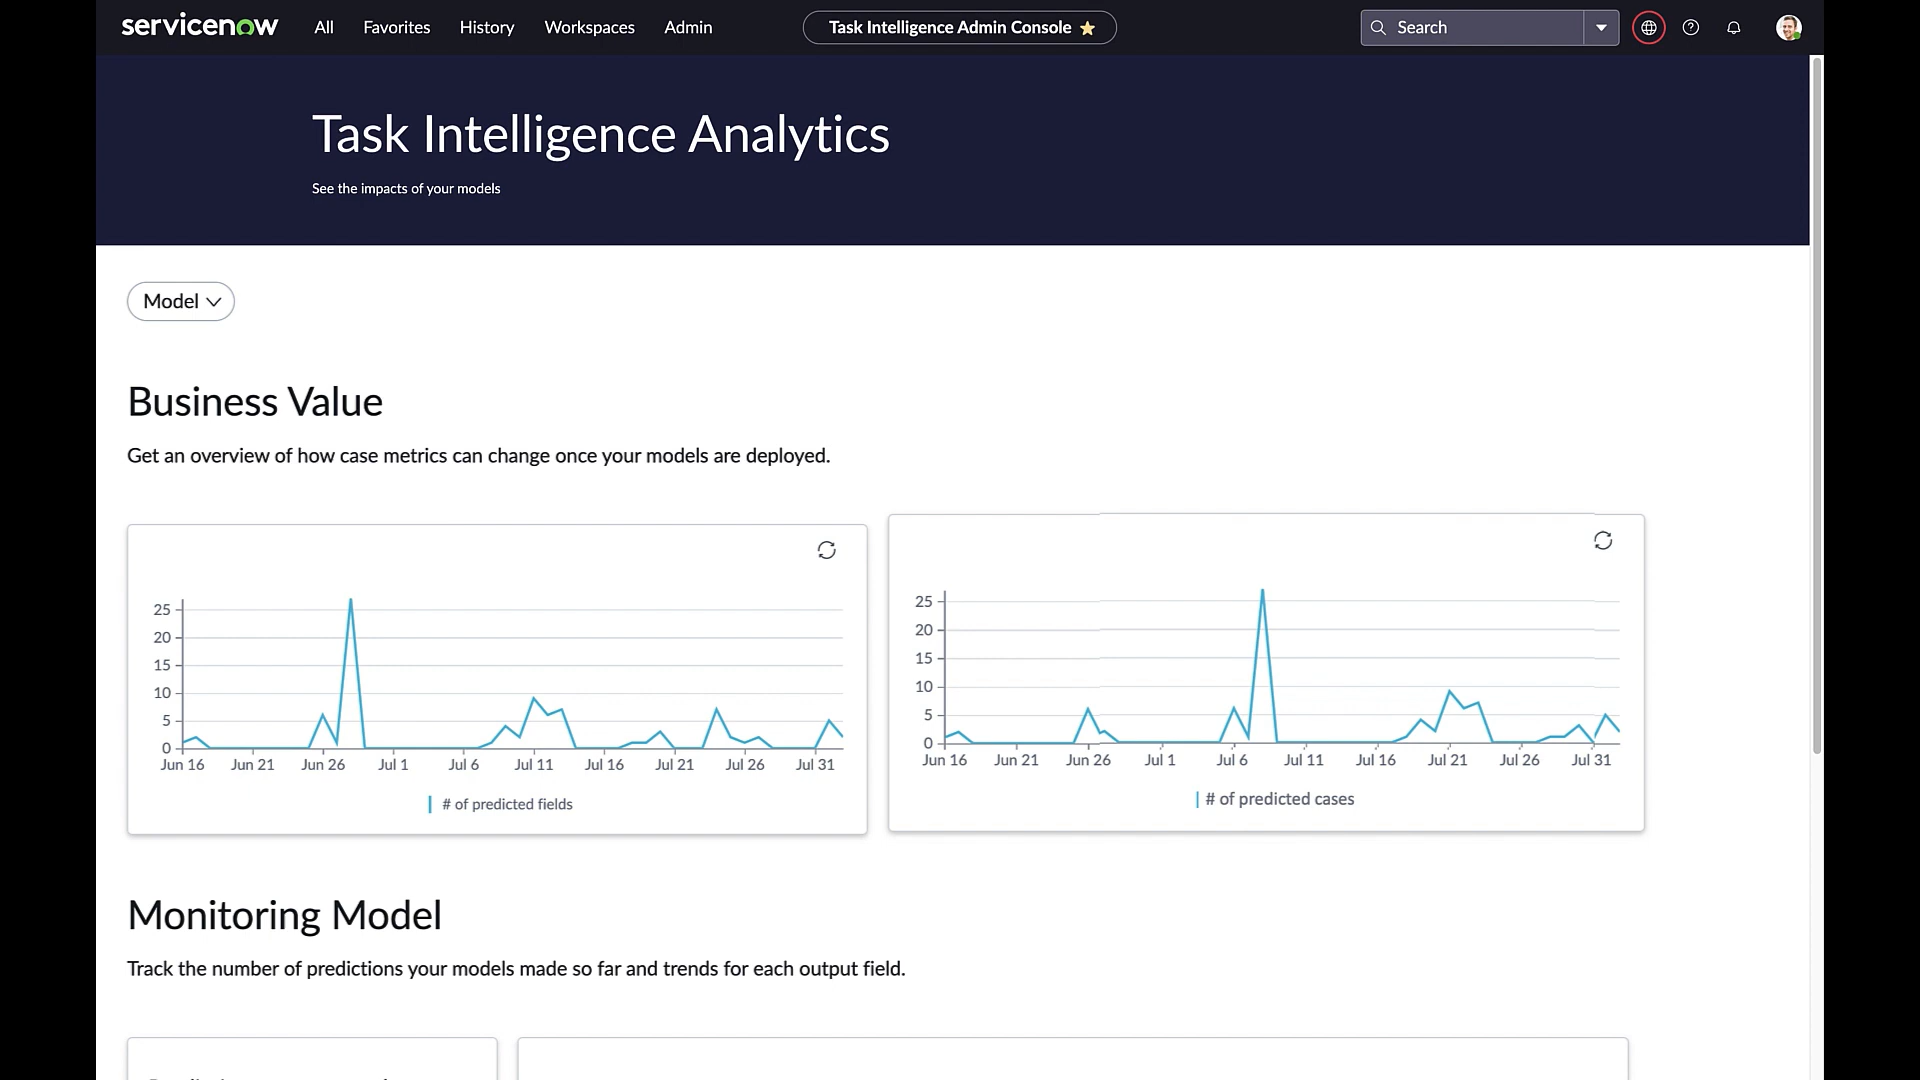 servicenow All Favorites History Workspaces Admin Task Intelligence Admin Console Search
Task Intelligence Analytics
See the impacts of your models
Model
Business Value
Get an overview of how case metrics can change once your models are deployed.
25
20
15
10
5
0
Jun 16 Jun 21 Jun 26 Jul 1 Jul 6 Jul 11 Jul 16 Jul 21 Jul 26 Jul 31
# of predicted fields
25
20
15
10
5
0
Jun 16 Jun 21 Jun 26 Jul 1 Jul 6 Jul 11 Jul 16 Jul 21 Jul 26 Jul 31
# of predicted cases
Monitoring Model
Track the number of predictions your models made so far and trends for each output field.